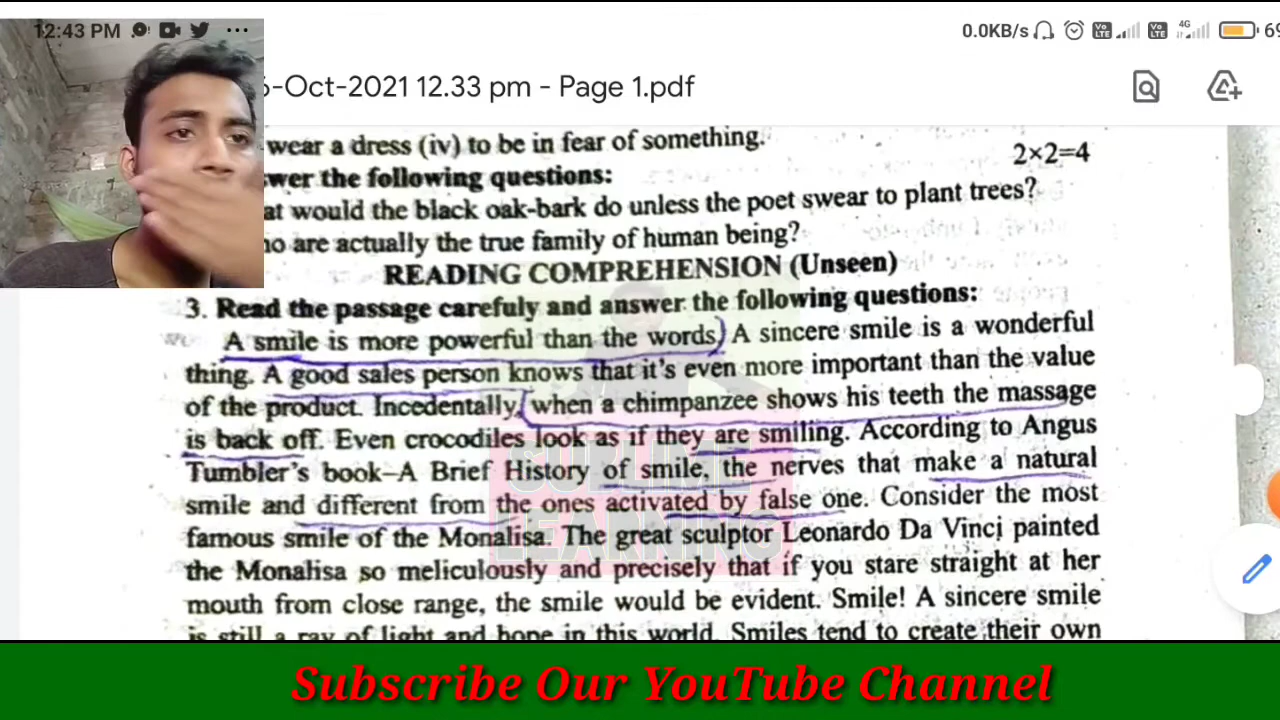 12:43 PM
0.0KB/s
Vo LTE
Vo LTE
4G
-Oct-2021 12.33 pm - Page 1.pdf
wear a dress (iv) to be in fear of something.
2×2=4
wer the following questions:
at would the black oak-bark do unless the poet swear to plant trees?
o are actually the true family of human being?
READING COMPREHENSION (Unseen)
3. Read the passage carefuly and answer the following questions:
A smile is more powerful than the words) A sincere smile is a wonderful
thing. A good sales person knows that it's even more important than the value
of the product. Incedentally, (when a chimpanzee shows his teeth the massage
is back off. Even crocodiles look as if they are smiling. According to Angus
Tumbler's book–A Brief History of smile, the nerves that make a natural
smile and different from the ones activated by false one. Consider the most
famous smile of the Monalisa. The great sculptor Leonardo Da Vinci painted
the Monalisa so meliculously and precisely that if you stare straight at her
mouth from close range, the smile would be evident. Smile! A sincere smile
is still a ray of light and hope in this world. Smiles tend to create their own
SUBLIME
LEARNING
Subscribe Our YouTube Channel